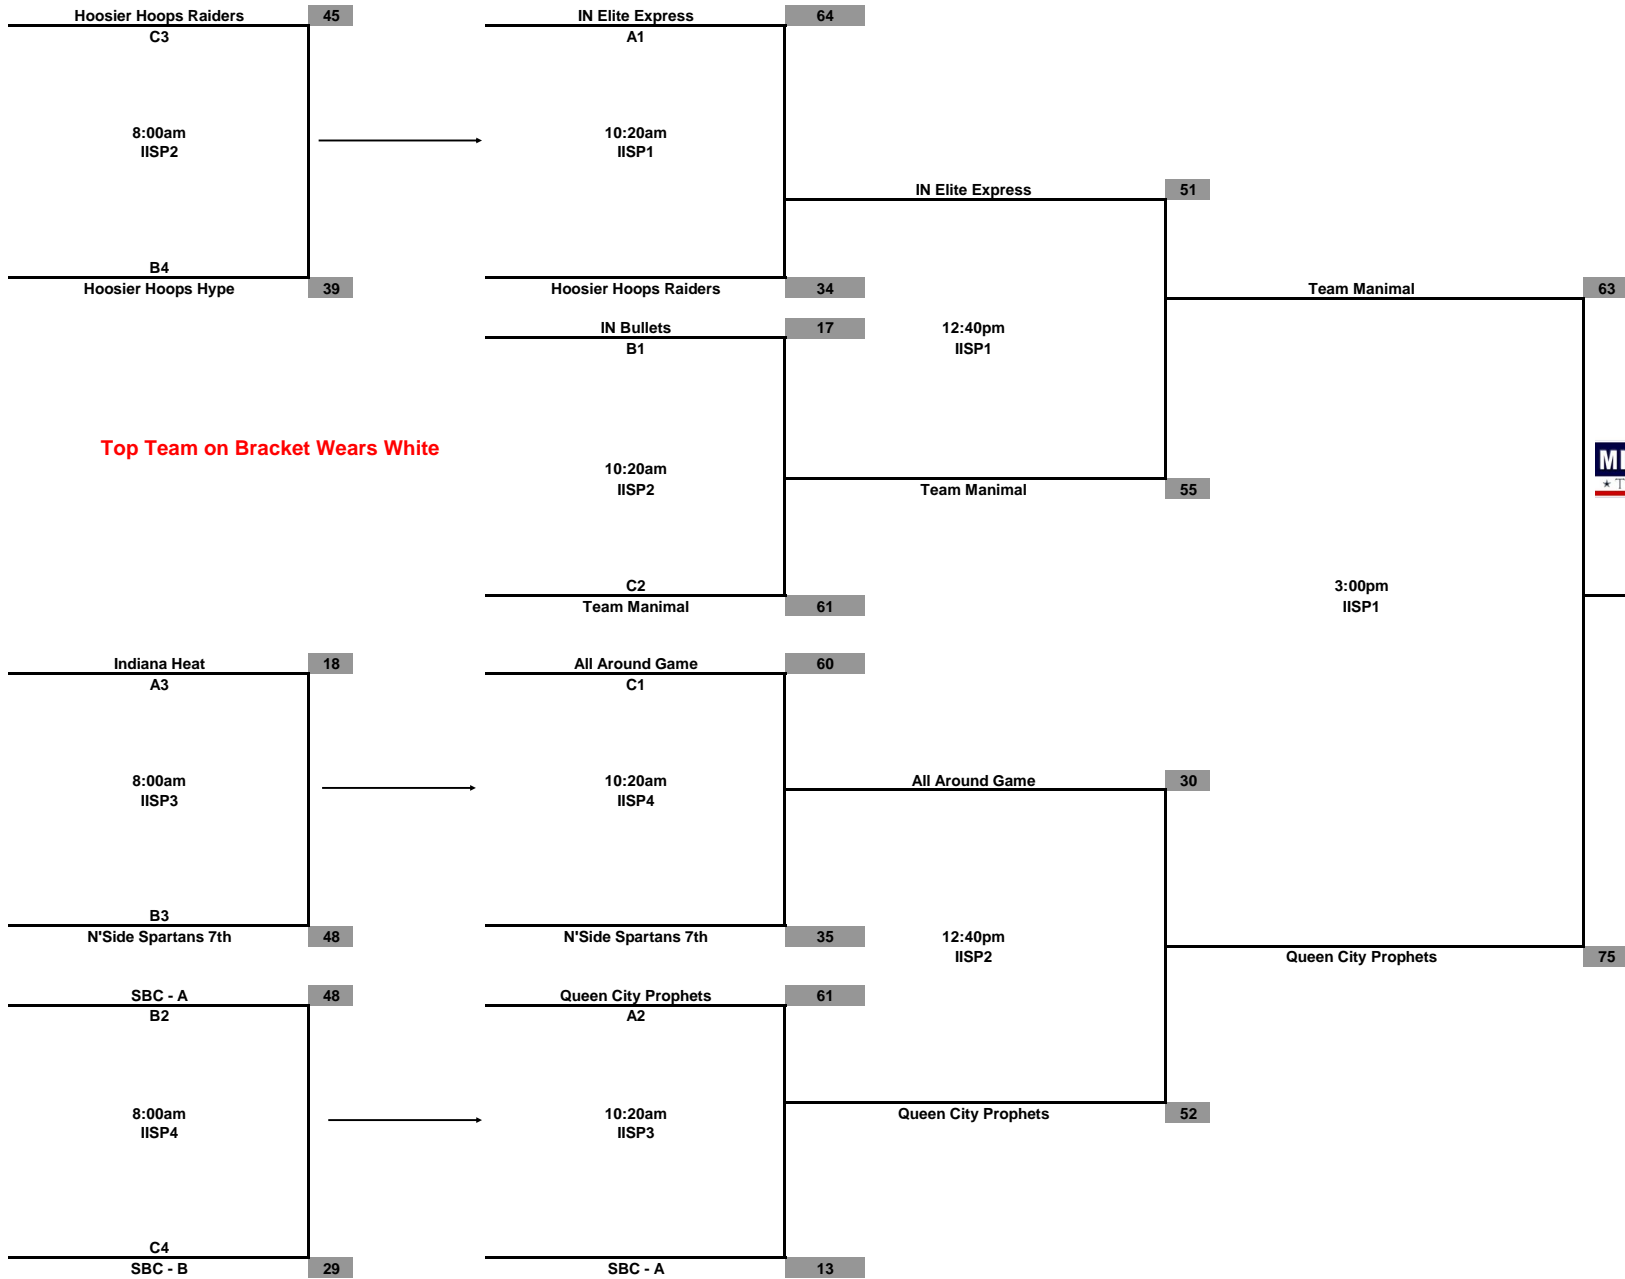 Hoosier Hoops Raiders 45 IN Elite Express 64
C3 A1
8:00am 10:20am
IISP2 IISP1
IN Elite Express 51
B4
Hoosier Hoops Hype 39 Hoosier Hoops Raiders 34 Team Manimal 63
IN Bullets 17 12:40pm
B1 IISP1
Top Team on Bracket Wears White
10:20am
IISP2 Team Manimal 55
C2 3:00pm
Team Manimal 61 IISP1
Indiana Heat 18 All Around Game 60
A3 C1
8:00am 10:20am All Around Game 30
IISP3 IISP4
B3
N'Side Spartans 7th 48 N'Side Spartans 7th 35 12:40pm
IISP2 Queen City Prophets 75
SBC - A 48 Queen City Prophets 61
B2 A2
8:00am 10:20am Queen City Prophets 52
IISP4 IISP3
C4
SBC - B 29 SBC - A 13